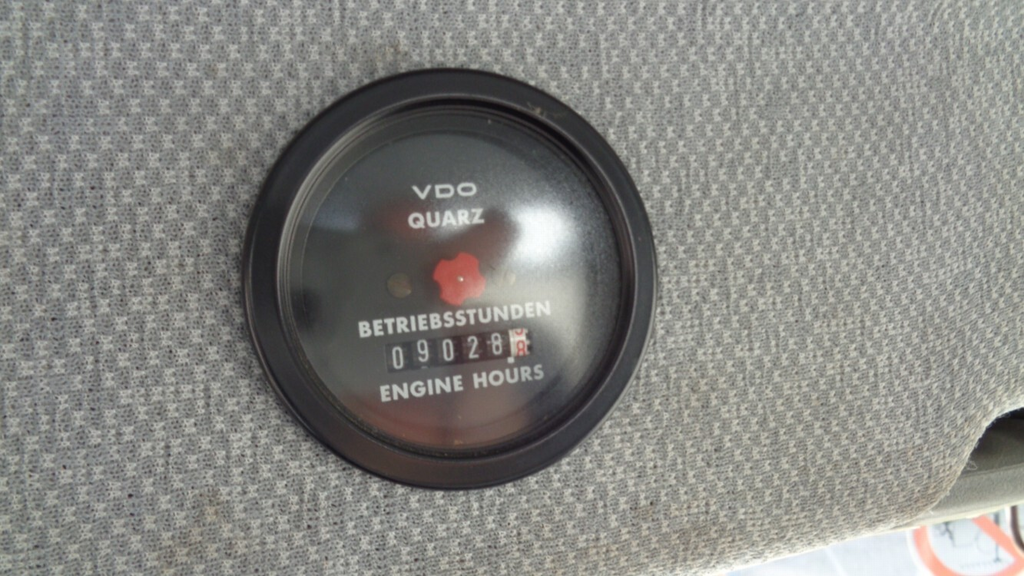 VDO
QUARZ
BETRIEBSSTUNDEN
09028
ENGINE HOURS